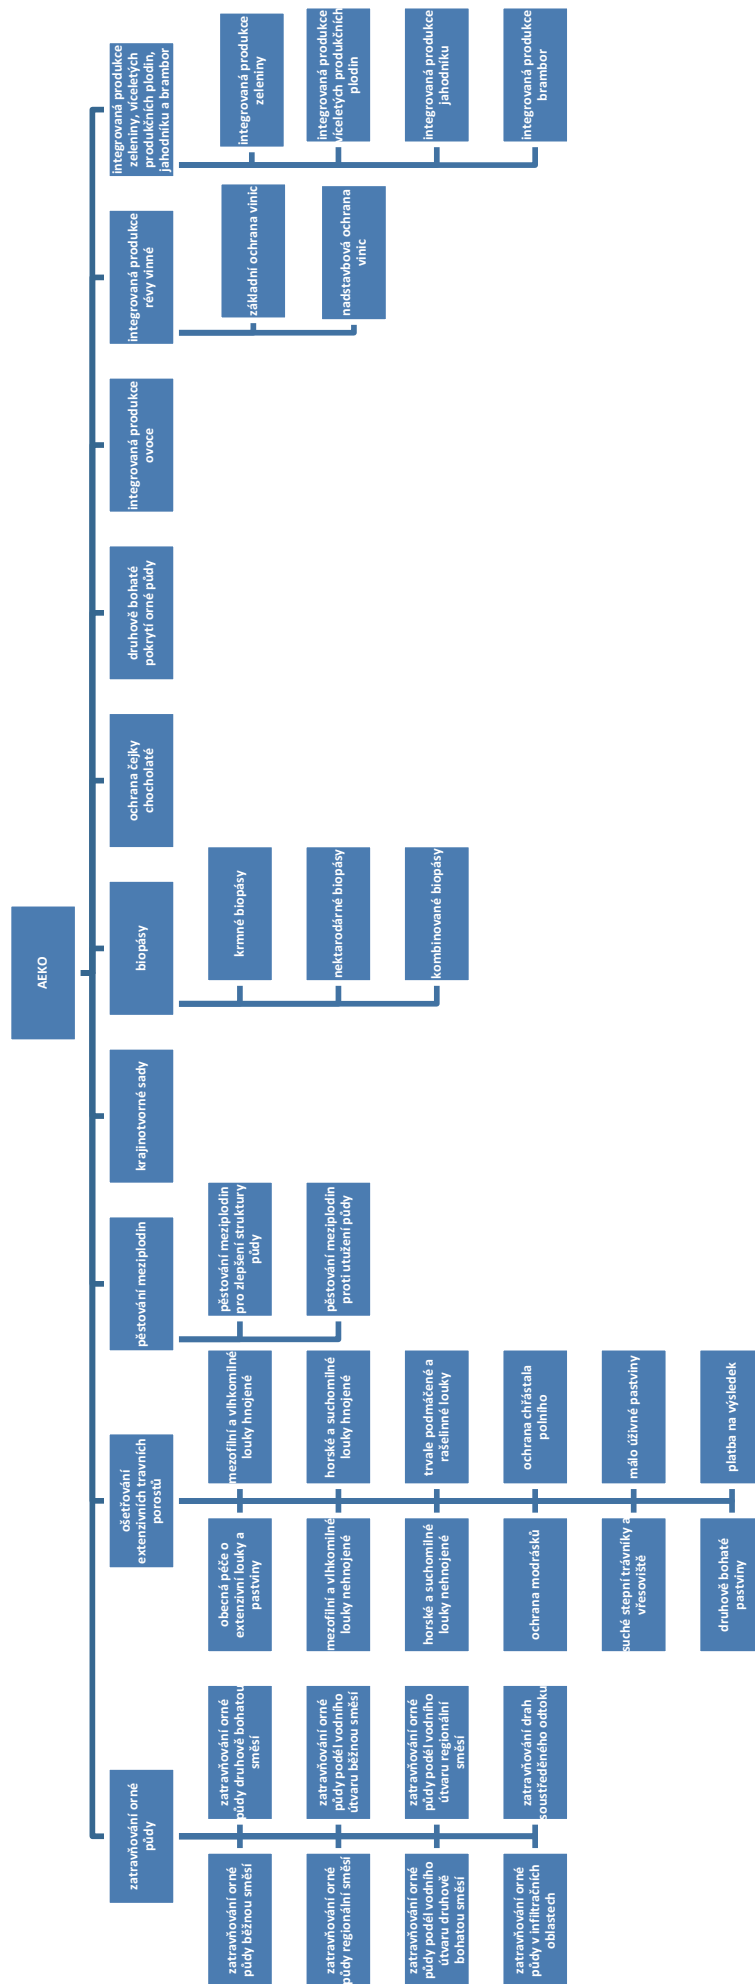 AEKO
zatravňování orné
půdy
zatravňování orné
půdy běžnou směsí
zatravňování orné
půdy druhově bohatou
směsí
zatravňování orné
půdy regionální směsí
zatravňování orné
půdy podél vodního
útvaru běžnou směsí
zatravňování orné
půdy podél vodního
útvaru druhově
bohatou směsí
zatravňování orné
půdy podél vodního
útvaru regionální
směsí
zatravňování orné
půdy v infiltračních
oblastech
zatravňování drah
soustředěného odtoku
ošetřování
extenzivních travních
porostů
obecná péče o
extenzivní louky a
pastviny
mezofilní a vlhkomilné
louky hnojené
mezofilní a vlhkomilné
louky nehnojené
horské a suchomilné
louky hnojené
horské a suchomilné
louky nehnojené
trvale podmáčené a
rašelinné louky
ochrana modrásků
ochrana chřástala
polního
suché stepní trávníky a
vřesoviště
málo úživné pastviny
druhově bohaté
pastviny
platba na výsledek
pěstování meziplodin
pěstování meziplodin
pro zlepšení struktury
půdy
pěstování meziplodin
proti utužení půdy
krajinotvorné sady
biopásy
krmné biopásy
nektarodárné biopásy
kombinované biopásy
ochrana čejky
chocholaté
druhově bohaté
pokrytí orné půdy
integrovaná produkce
ovoce
integrovaná produkce
révy vinné
základní ochrana vinic
nadstavbová ochrana
vinic
integrovaná produkce
zeleniny, víceletých
produkčních plodin,
jahodníku a brambor
integrovaná produkce
zeleniny
integrovaná produkce
víceletých produkčních
plodin
integrovaná produkce
jahodníku
integrovaná produkce
brambor